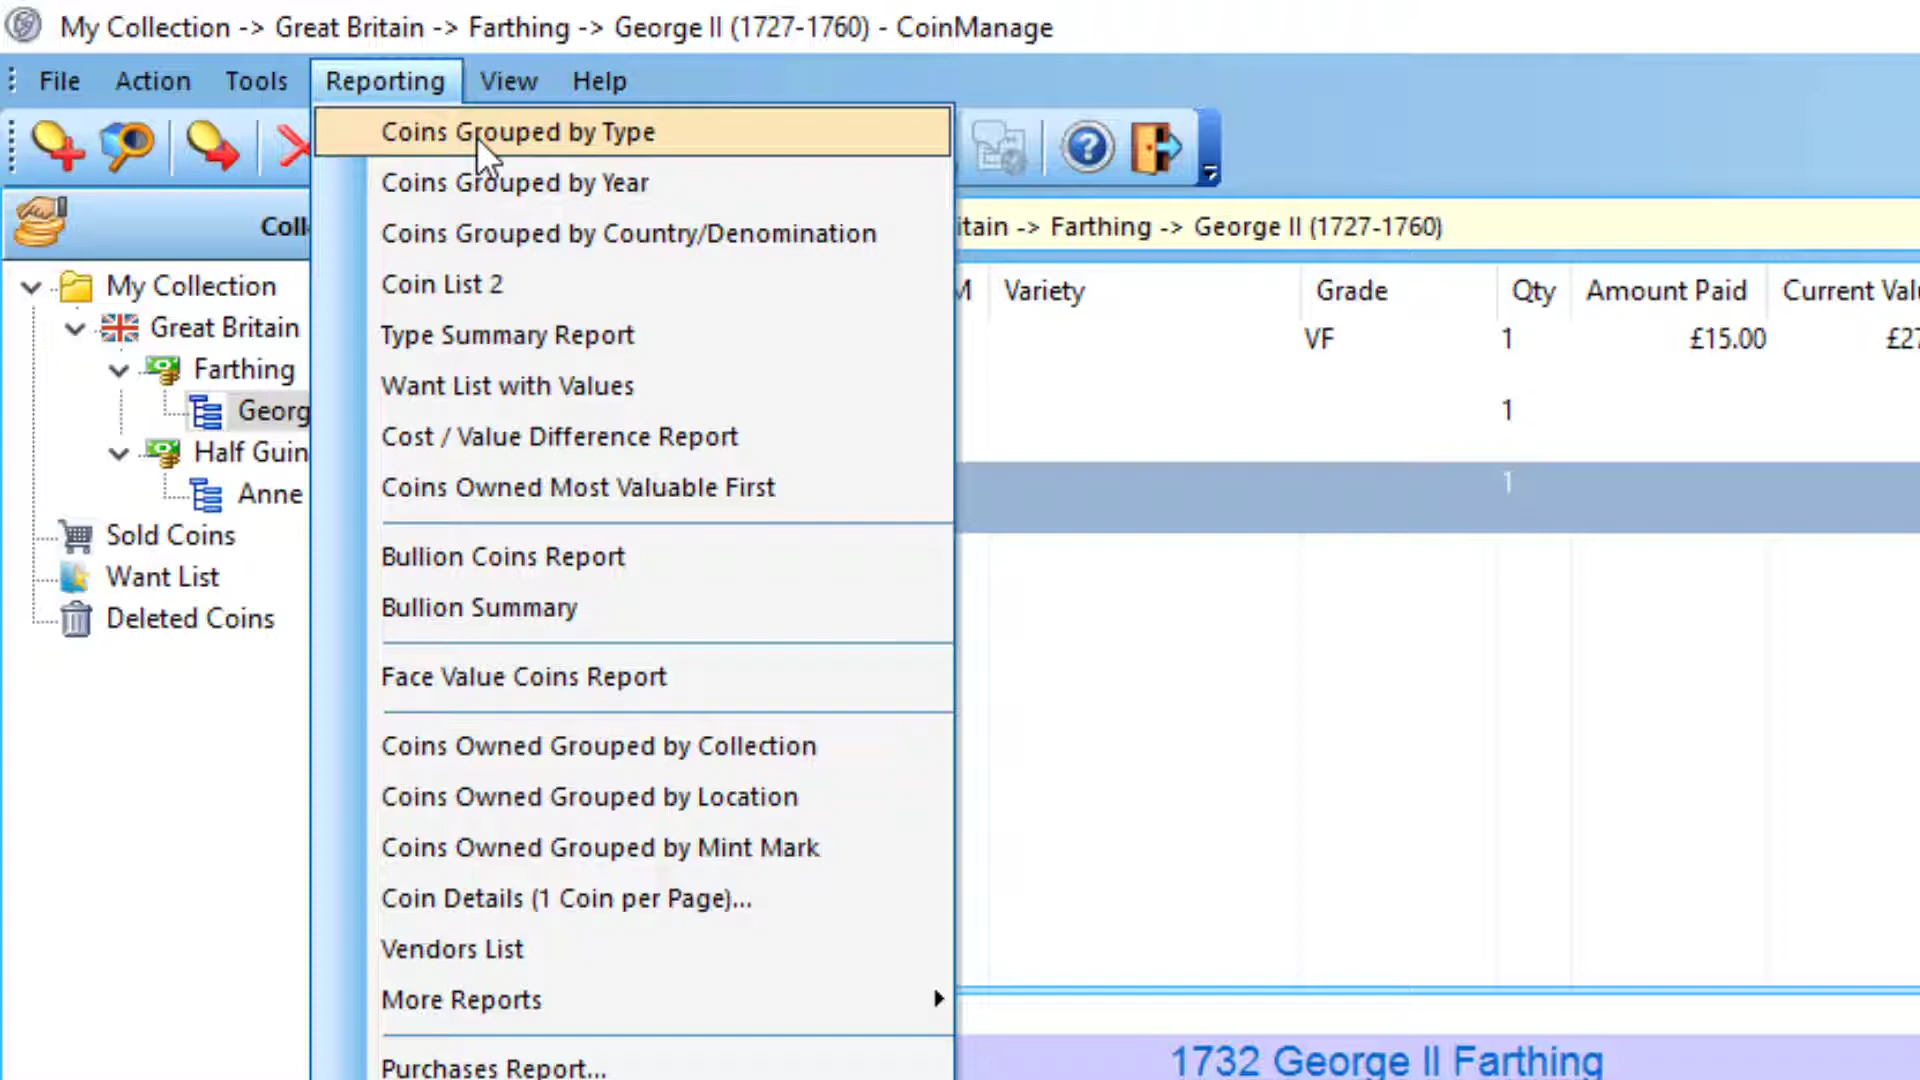 My Collection -> Great Britain -> Farthing -> George II (1727-1760) - CoinManage
File Action Tools Reporting View Help
Coins Grouped by Type
Coins Grouped by Year
Coins Grouped by Country/Denomination
Coin List 2
Type Summary Report
Want List with Values
Cost / Value Difference Report
Coins Owned Most Valuable First
Bullion Coins Report
Bullion Summary
Face Value Coins Report
Coins Owned Grouped by Collection
Coins Owned Grouped by Location
Coins Owned Grouped by Mint Mark
Coin Details (1 Coin per Page)...
Vendors List
More Reports
Purchases Report...
Coll
My Collection
Great Britain
Farthing
Georg
Half Guin
Anne
Sold Coins
Want List
Deleted Coins
itain -> Farthing -> George II (1727-1760)
M Variety Grade Qty Amount Paid Current Valu
VF 1 £15.00 £27
1
1
1732 George II Farthing